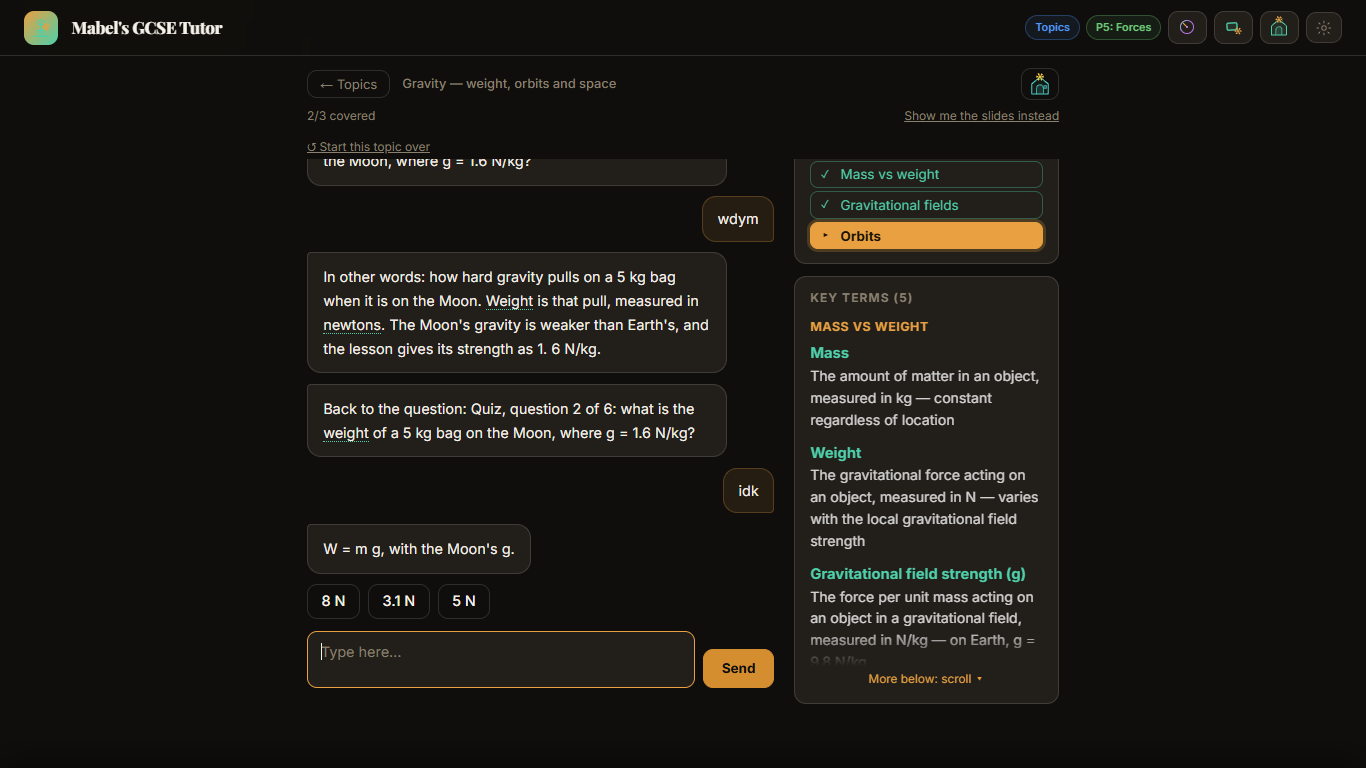 Mabel's GCSE Tutor
Topics
P5: Forces
← Topics
Gravity — weight, orbits and space
2/3 covered
Show me the slides instead
↺ Start this topic over
the Moon, where g = 1.6 N/kg?
wdym
In other words: how hard gravity pulls on a 5 kg bag
when it is on the Moon. Weight is that pull, measured in
newtons. The Moon's gravity is weaker than Earth's, and
the lesson gives its strength as 1. 6 N/kg.
Back to the question: Quiz, question 2 of 6: what is the
weight of a 5 kg bag on the Moon, where g = 1.6 N/kg?
idk
W = m g, with the Moon's g.
8 N
3.1 N
5 N
Type here...
Send
✓ Mass vs weight
✓ Gravitational fields
▸ Orbits
KEY TERMS (5)
MASS VS WEIGHT
Mass
The amount of matter in an object,
measured in kg — constant
regardless of location
Weight
The gravitational force acting on
an object, measured in N — varies
with the local gravitational field
strength
Gravitational field strength (g)
The force per unit mass acting on
an object in a gravitational field,
measured in N/kg — on Earth, g =
9.8 N/kg
More below: scroll ▾